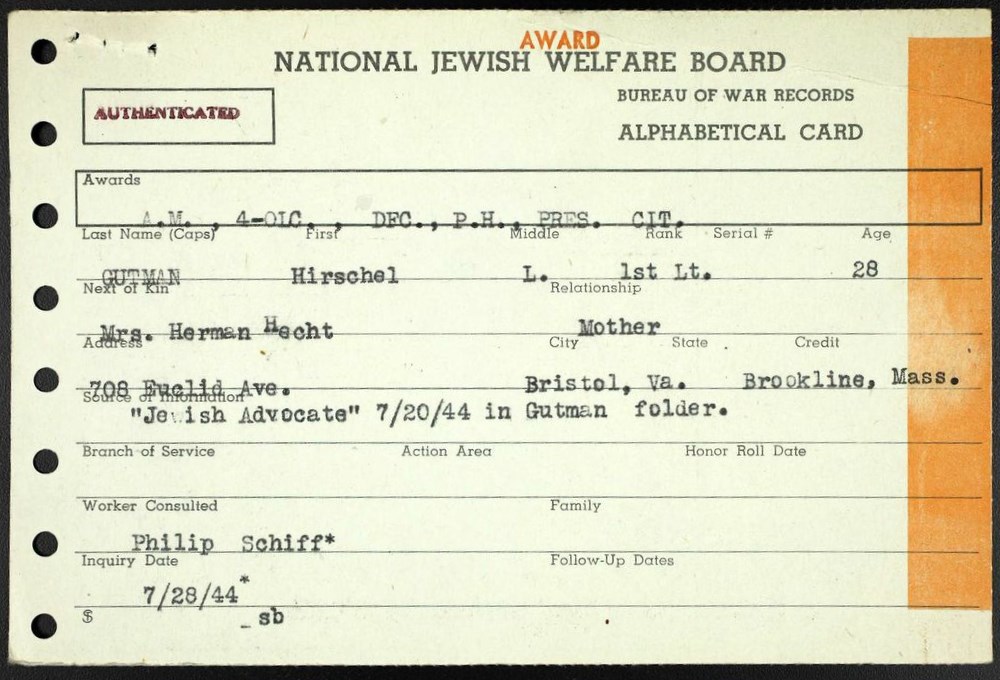 AWARD
NATIONAL JEWISH WELFARE BOARD
BUREAU OF WAR RECORDS
AUTHENTICATED
ALPHABETICAL CARD
Awards
A.M. , 4-OLC. , DFC., P.H., PRES. CIT.
Last Name (Caps) First Middle Rank Serial # Age
GUTMAN Hirschel L. 1st Lt. 28
Next of Kin Relationship
Mrs. Herman Hecht Mother
Address City State Credit
708 Euclid Ave. Bristol, Va. Brookline, Mass.
Source of Information
"Jewish Advocate" 7/20/44 in Gutman folder.
Branch of Service Action Area Honor Roll Date
Worker Consulted Family
Philip Schiff*
Inquiry Date Follow-Up Dates
7/28/44*
$ _ sb